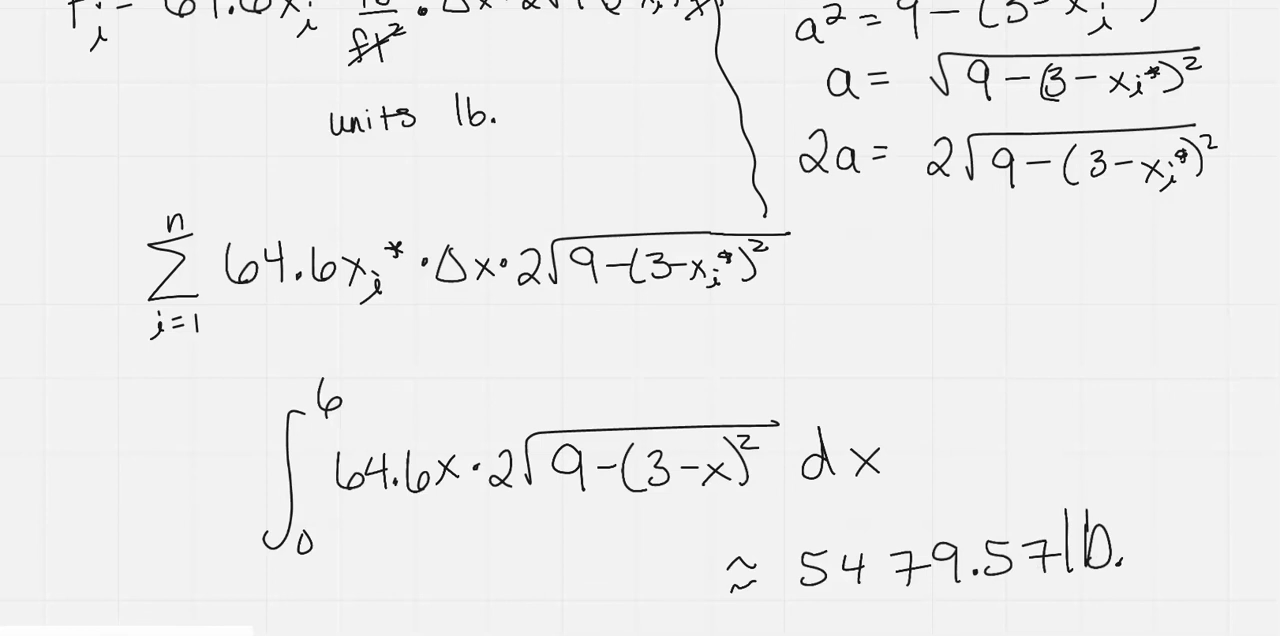 a² = 9 - (3 - xᵢ )
a = √(9 - (3 - xᵢ*)²)
2a = 2√(9 - (3 - xᵢ*)²)
units lb.
n
∑ 64.6xᵢ* · Δx · 2√(9 - (3 - xᵢ*)²)
i=1
∫₀⁶ 64.6x · 2√(9 - (3 - x)²) dx
≈ 5479.57 lb.